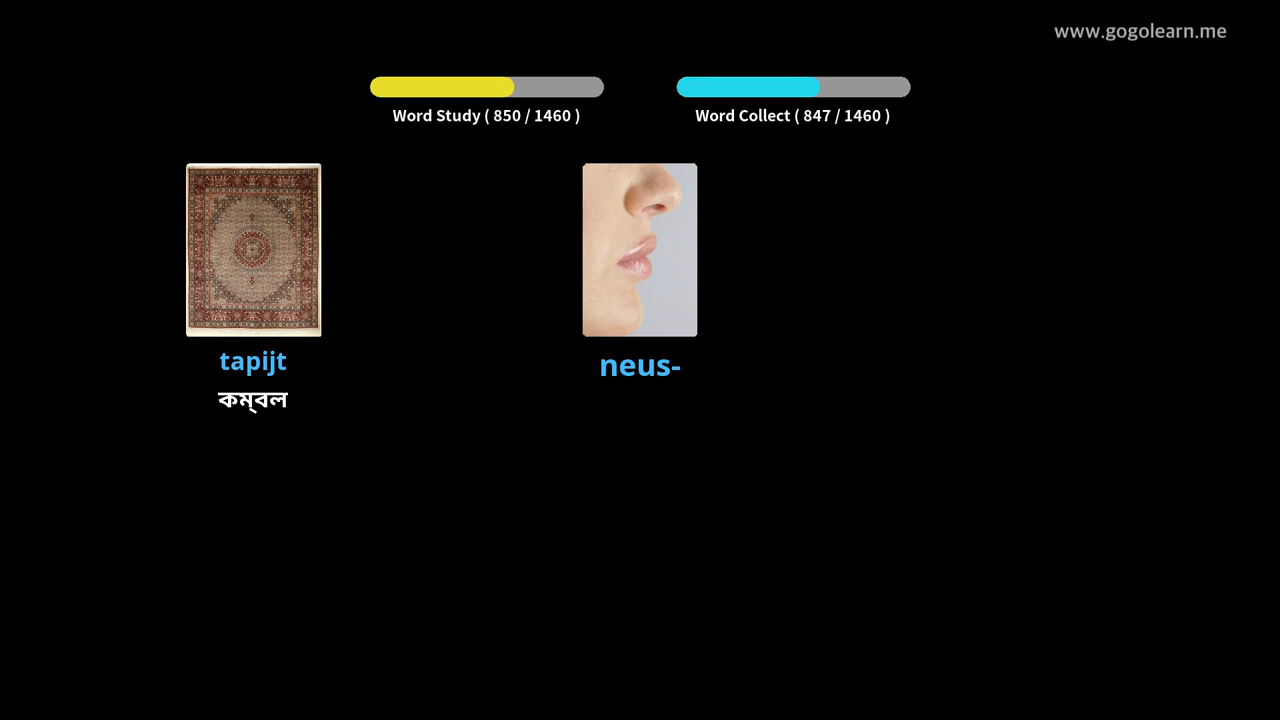 www.gogolearn.me
Word Study ( 850 / 1460 )
Word Collect ( 847 / 1460 )
tapijt
কম্বল
neus-